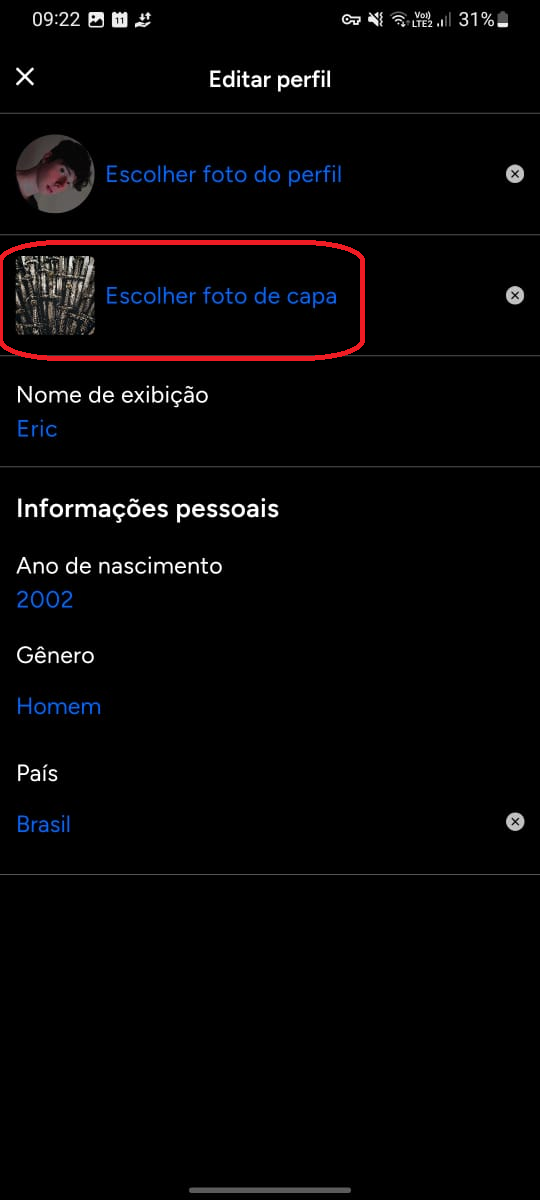 09:22 11 Vo) LTE2 31%
Editar perfil
Escolher foto do perfil
Escolher foto de capa
Nome de exibição
Eric
Informações pessoais
Ano de nascimento
2002
Gênero
Homem
País
Brasil